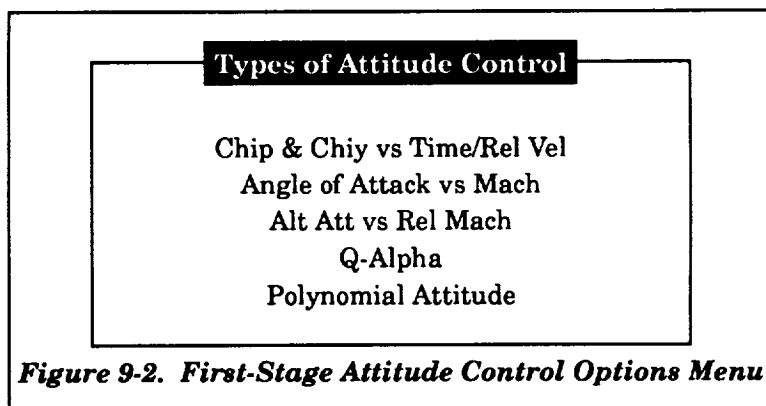 Types of Attitude Control
Chip & Chiy vs Time/Rel Vel
Angle of Attack vs Mach
Alt Att vs Rel Mach
Q-Alpha
Polynomial Attitude
Figure 9-2. First-Stage Attitude Control Options Menu